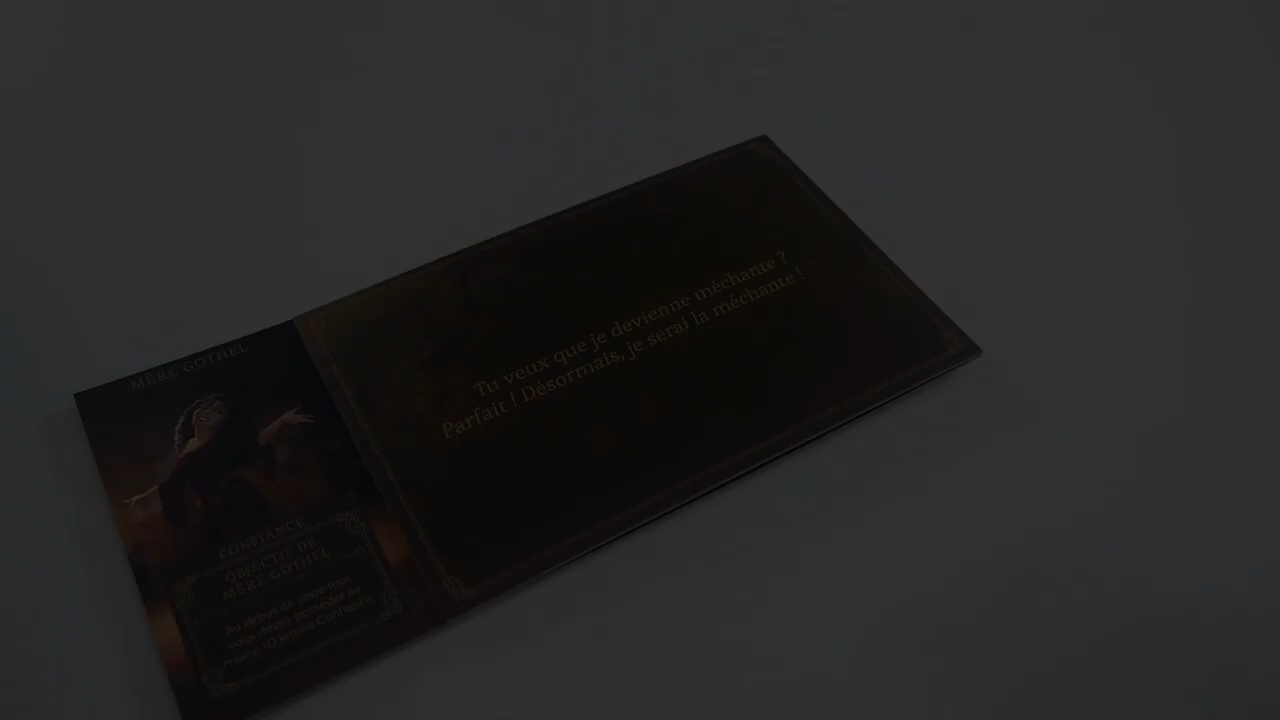 MÈRE GOTHEL
CONFIANCE
OBJECTIF DE
MÈRE GOTHEL
Au début de votre tour,
vous devez posséder au
moins 10 jetons Confiance
Tu veux que je devienne méchante ?
Parfait ! Désormais, je serai la méchante !